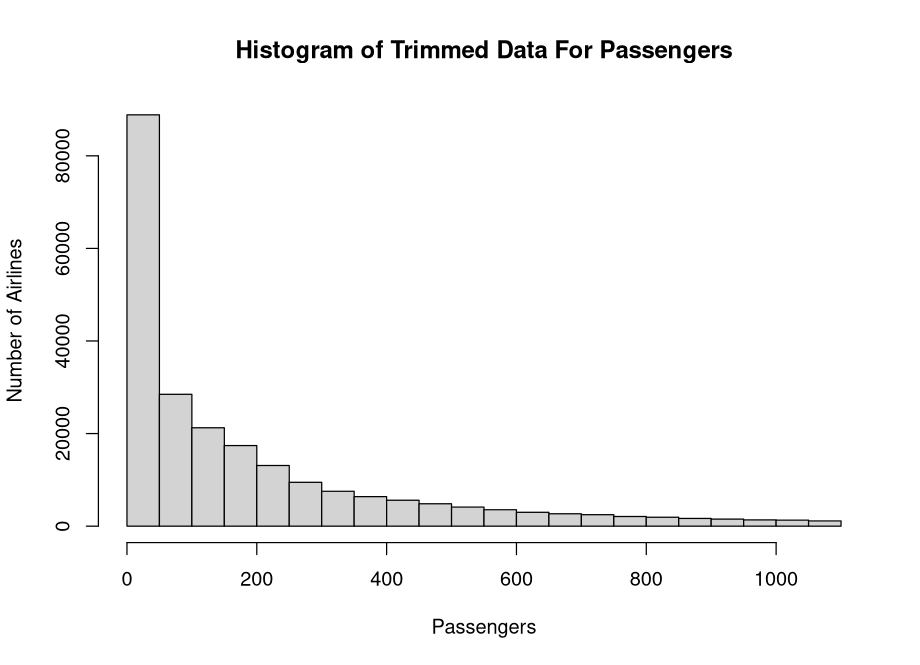 Histogram of Trimmed Data For Passengers
Number of Airlines
80000
60000
40000
20000
0
0 200 400 600 800 1000
Passengers